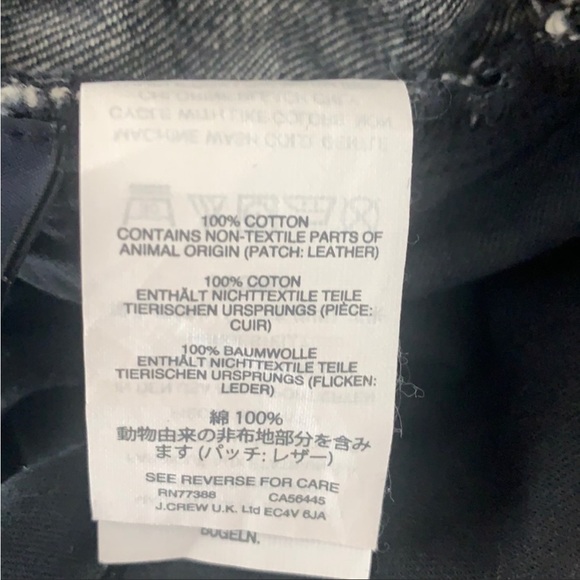 100% COTTON
CONTAINS NON-TEXTILE PARTS OF
ANIMAL ORIGIN (PATCH: LEATHER)
100% COTON
ENTHÄLT NICHTTEXTILE TEILE
TIERISCHEN URSPRUNGS (PIÈCE:
CUIR)
100% BAUMWOLLE
ENTHÄLT NICHTTEXTILE TEILE
TIERISCHEN URSPRUNGS (FLICKEN:
LEDER)
綿 100%
動物由来の非布地部分を含み
ます (パッチ: レザー)
SEE REVERSE FOR CARE
RN77388 CA56445
J.CREW U.K. Ltd EC4V 6JA
BÜGELN.